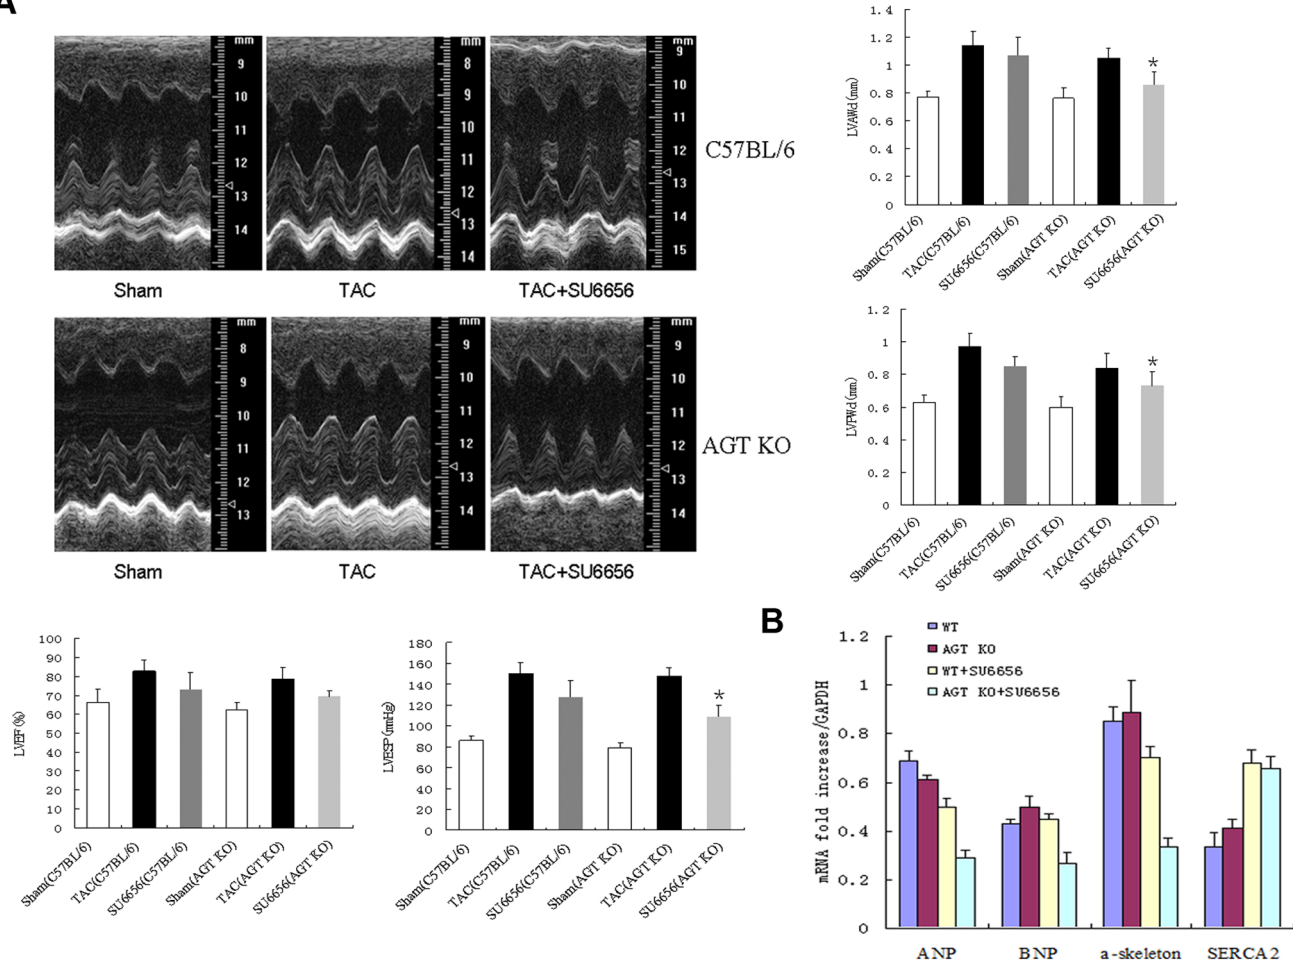 A
mm
9
10
11
12
13
14
mm
8
9
10
11
12
13
14
mm
9
10
11
12
13
14
15
C57BL/6
Sham
TAC
TAC+SU6656
mm
8
9
10
11
12
13
mm
9
10
11
12
13
14
mm
9
10
11
12
13
14
AGT KO
Sham
TAC
TAC+SU6656
LVAWd(mm)
1.4
1.2
1
0.8
0.6
0.4
0.2
0
*
Sham(C57BL/6)
TAC(C57BL/6)
SU6656(C57BL/6)
Sham(AGT KO)
TAC(AGT KO)
SU6656(AGT KO)
LVPWd(mm)
1.2
1
0.8
0.6
0.4
0.2
0
*
Sham(C57BL/6)
TAC(C57BL/6)
SU6656(C57BL/6)
Sham(AGT KO)
TAC(AGT KO)
SU6656(AGT KO)
LVEF(%)
100
90
80
70
60
50
40
30
20
10
0
Sham(C57BL/6)
TAC(C57BL/6)
SU6656(C57BL/6)
Sham(AGT KO)
TAC(AGT KO)
SU6656(AGT KO)
LVESP(mmHg)
180
160
140
120
100
80
60
40
20
0
*
Sham(C57BL/6)
TAC(C57BL/6)
SU6656(C57BL/6)
Sham(AGT KO)
TAC(AGT KO)
SU6656(AGT KO)
B
mRNA fold increase/GAPDH
1.2
1
0.8
0.6
0.4
0.2
0
WT
AGT KO
WT+SU6656
AGT KO+SU6656
ANP
BNP
a-skeleton
SERCA2